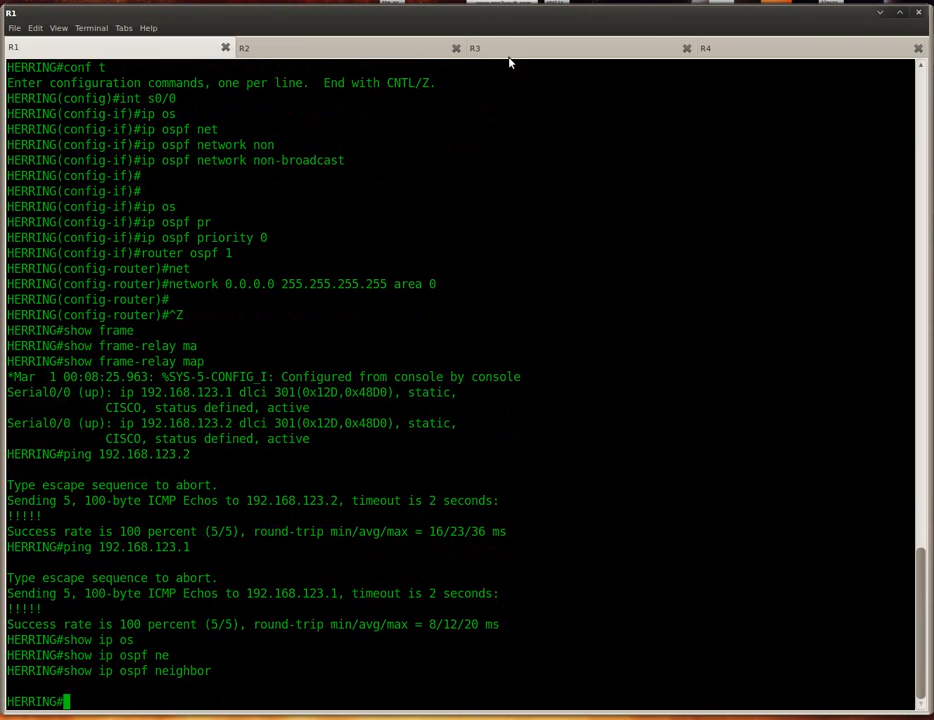 R1
File Edit View Terminal Tabs Help
R1 R2 R3 R4
HERRING#conf t
Enter configuration commands, one per line.  End with CNTL/Z.
HERRING(config)#int s0/0
HERRING(config-if)#ip os
HERRING(config-if)#ip ospf net
HERRING(config-if)#ip ospf network non
HERRING(config-if)#ip ospf network non-broadcast
HERRING(config-if)#
HERRING(config-if)#
HERRING(config-if)#ip os
HERRING(config-if)#ip ospf pr
HERRING(config-if)#ip ospf priority 0
HERRING(config-if)#router ospf 1
HERRING(config-router)#net
HERRING(config-router)#network 0.0.0.0 255.255.255.255 area 0
HERRING(config-router)#
HERRING(config-router)#^Z
HERRING#show frame
HERRING#show frame-relay ma
HERRING#show frame-relay map
*Mar  1 00:08:25.963: %SYS-5-CONFIG_I: Configured from console by console
Serial0/0 (up): ip 192.168.123.1 dlci 301(0x12D,0x48D0), static,
              CISCO, status defined, active
Serial0/0 (up): ip 192.168.123.2 dlci 301(0x12D,0x48D0), static,
              CISCO, status defined, active
HERRING#ping 192.168.123.2
Type escape sequence to abort.
Sending 5, 100-byte ICMP Echos to 192.168.123.2, timeout is 2 seconds:
!!!!!
Success rate is 100 percent (5/5), round-trip min/avg/max = 16/23/36 ms
HERRING#ping 192.168.123.1
Type escape sequence to abort.
Sending 5, 100-byte ICMP Echos to 192.168.123.1, timeout is 2 seconds:
!!!!!
Success rate is 100 percent (5/5), round-trip min/avg/max = 8/12/20 ms
HERRING#show ip os
HERRING#show ip ospf ne
HERRING#show ip ospf neighbor
HERRING#